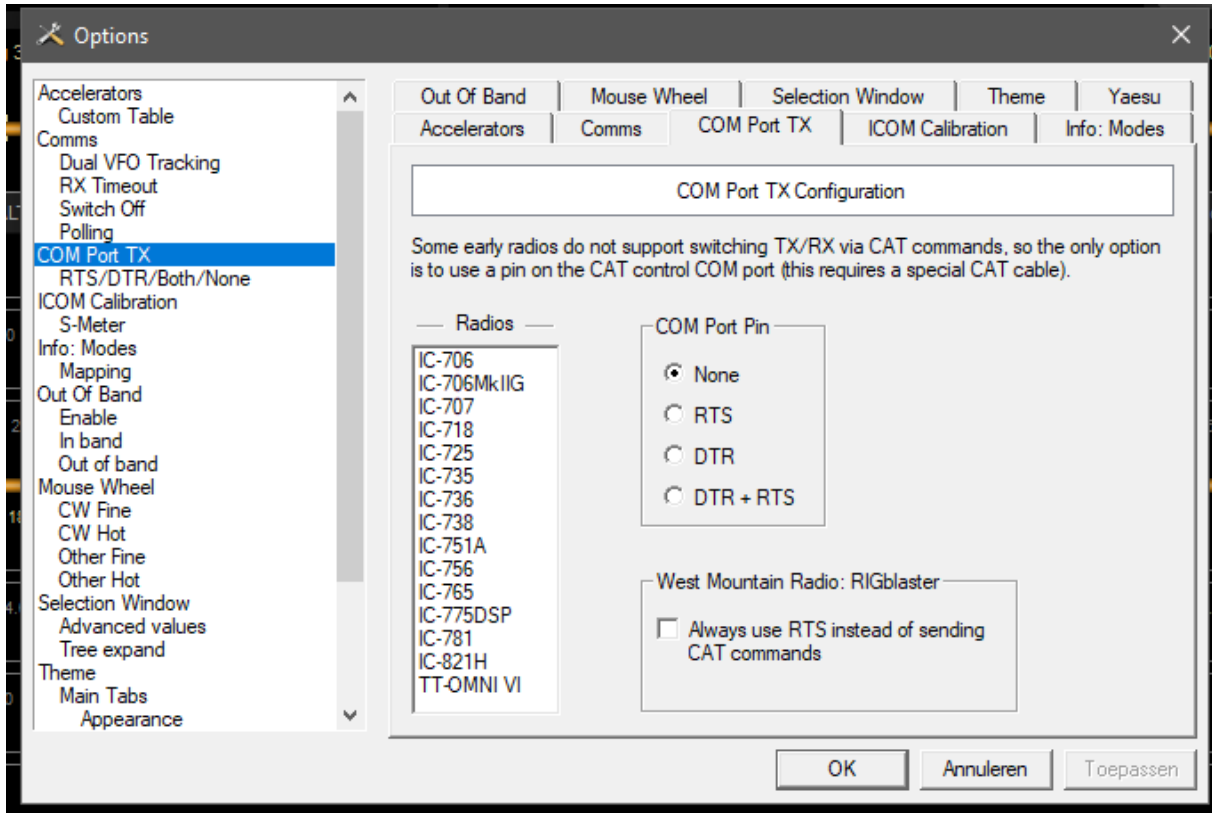 Options
Accelerators
Custom Table
Comms
Dual VFO Tracking
RX Timeout
Switch Off
Polling
COM Port TX
RTS/DTR/Both/None
ICOM Calibration
S-Meter
Info: Modes
Mapping
Out Of Band
Enable
In band
Out of band
Mouse Wheel
CW Fine
CW Hot
Other Fine
Other Hot
Selection Window
Advanced values
Tree expand
Theme
Main Tabs
Appearance
Out Of Band Mouse Wheel Selection Window Theme Yaesu
Accelerators Comms COM Port TX ICOM Calibration Info: Modes
COM Port TX Configuration
Some early radios do not support switching TX/RX via CAT commands, so the only option
is to use a pin on the CAT control COM port (this requires a special CAT cable).
Radios
IC-706
IC-706MkIIG
IC-707
IC-718
IC-725
IC-735
IC-736
IC-738
IC-751A
IC-756
IC-765
IC-775DSP
IC-781
IC-821H
TT-OMNI VI
COM Port Pin
None
RTS
DTR
DTR + RTS
West Mountain Radio: RIGblaster
Always use RTS instead of sending
CAT commands
OK Annuleren Toepassen